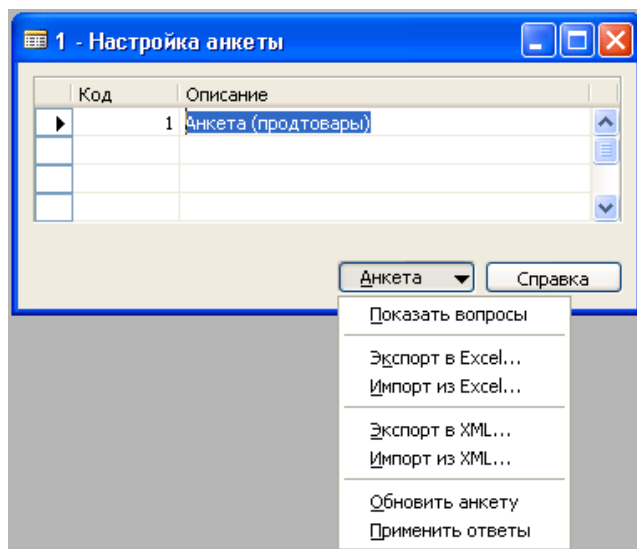 1 - Настройка анкеты
Код Описание
1 Анкета (продтовары)
Анкета Справка
Показать вопросы
Экспорт в Excel...
Импорт из Excel...
Экспорт в XML...
Импорт из XML...
Обновить анкету
Применить ответы